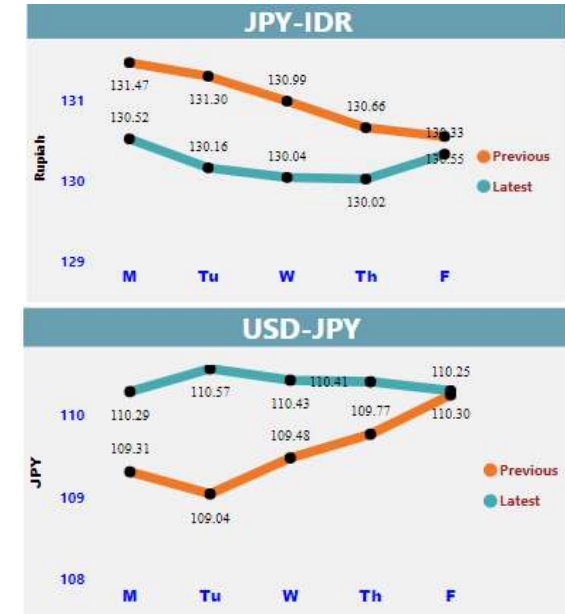 JPY-IDR
131.47
131.30
130.99
130.66
130.33
131
130.52
130.16
130.04
130.55
130.02
Rupiah
130
Previous
Latest
129
M Tu W Th F
USD-JPY
110.29
110.57
110.43
110.41
110.25
110
109.31
109.04
109.48
109.77
110.30
JPY
109
Previous
Latest
108
M Tu W Th F